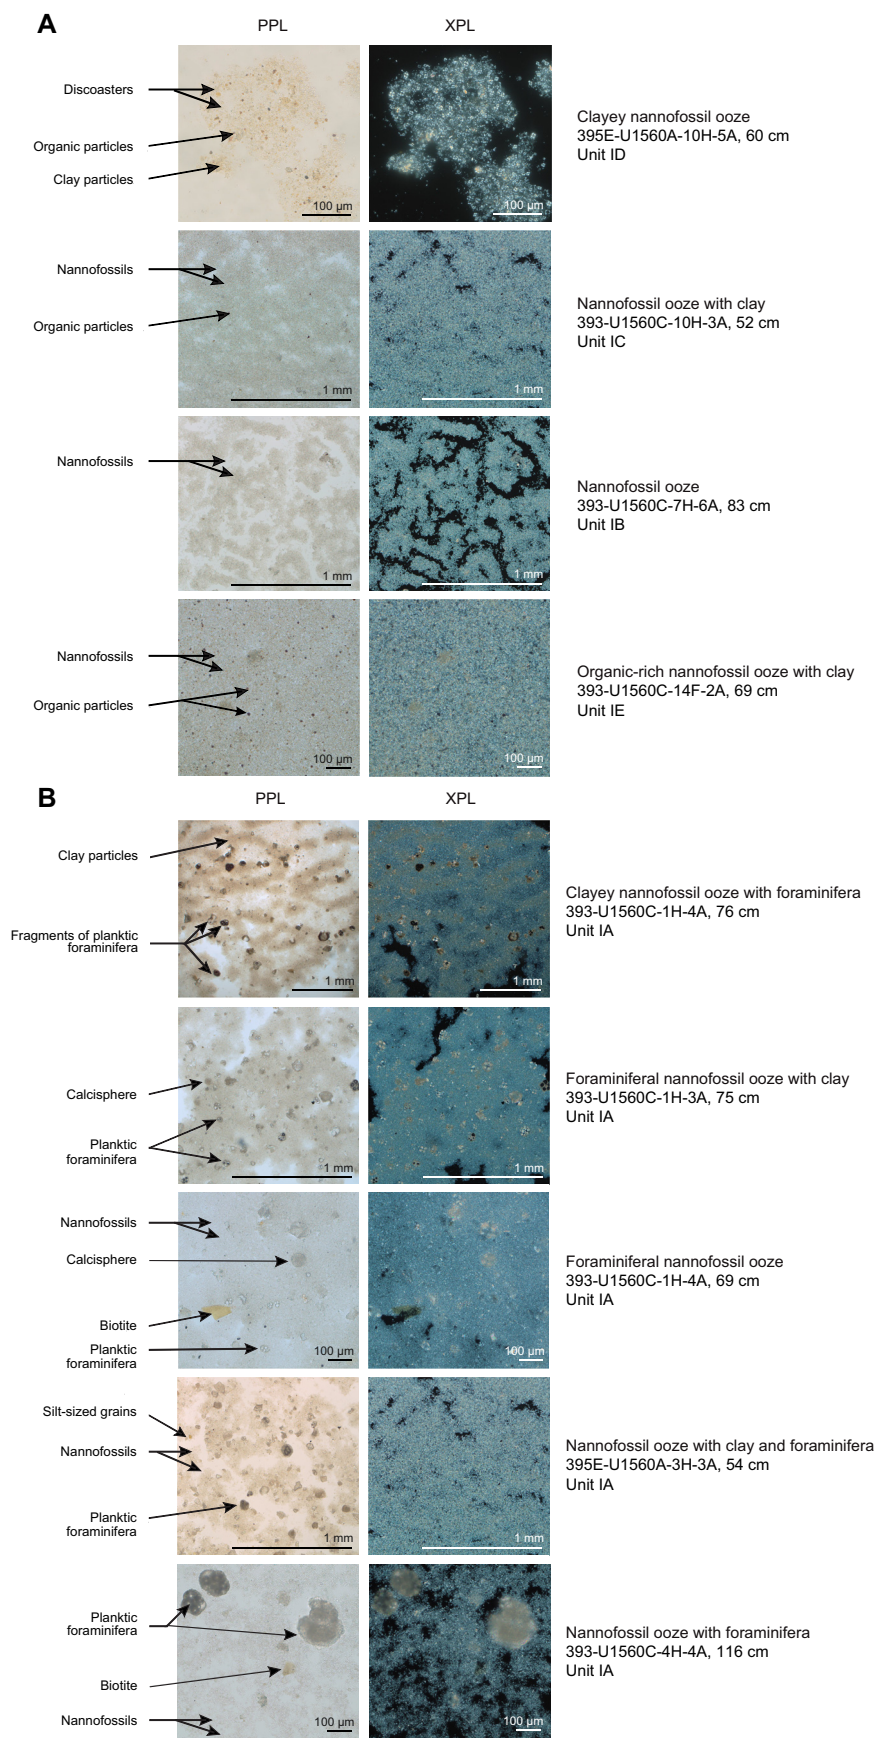 A
PPL
XPL
Discoasters
Organic particles
Clay particles
100 µm
100 µm
Clayey nannofossil ooze
395E-U1560A-10H-5A, 60 cm
Unit ID
Nannofossils
Organic particles
1 mm
1 mm
Nannofossil ooze with clay
393-U1560C-10H-3A, 52 cm
Unit IC
Nannofossils
1 mm
1 mm
Nannofossil ooze
393-U1560C-7H-6A, 83 cm
Unit IB
Nannofossils
Organic particles
100 µm
100 µm
Organic-rich nannofossil ooze with clay
393-U1560C-14F-2A, 69 cm
Unit IE
B
PPL
XPL
Clay particles
Fragments of planktic
foraminifera
1 mm
1 mm
Clayey nannofossil ooze with foraminifera
393-U1560C-1H-4A, 76 cm
Unit IA
Calcisphere
Planktic
foraminifera
1 mm
1 mm
Foraminiferal nannofossil ooze with clay
393-U1560C-1H-3A, 75 cm
Unit IA
Nannofossils
Calcisphere
Biotite
Planktic
foraminifera
100 µm
100 µm
Foraminiferal nannofossil ooze
393-U1560C-1H-4A, 69 cm
Unit IA
Silt-sized grains
Nannofossils
Planktic
foraminifera
1 mm
1 mm
Nannofossil ooze with clay and foraminifera
395E-U1560A-3H-3A, 54 cm
Unit IA
Planktic
foraminifera
Biotite
Nannofossils
100 µm
100 µm
Nannofossil ooze with foraminifera
393-U1560C-4H-4A, 116 cm
Unit IA